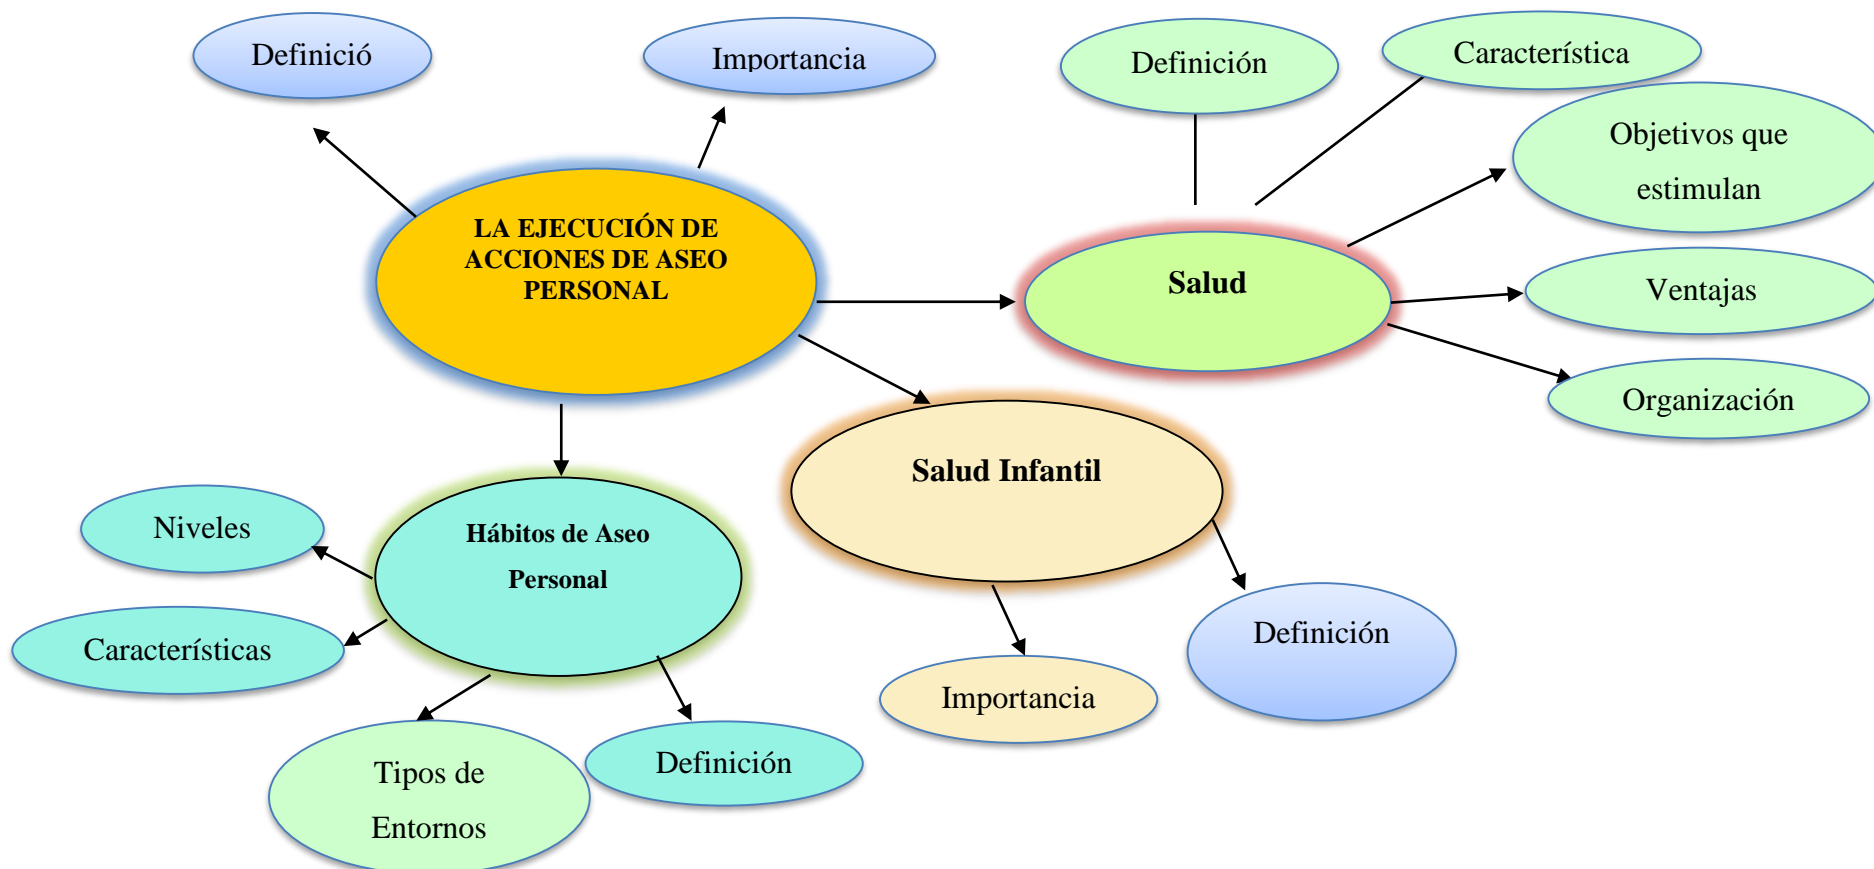 Definició
Importancia
Definición
Característica
Objetivos que
estimulan
LA EJECUCIÓN DE
ACCIONES DE ASEO
PERSONAL
Salud
Ventajas
Organización
Salud Infantil
Niveles
Hábitos de Aseo
Personal
Características
Definición
Importancia
Tipos de
Entornos
Definición